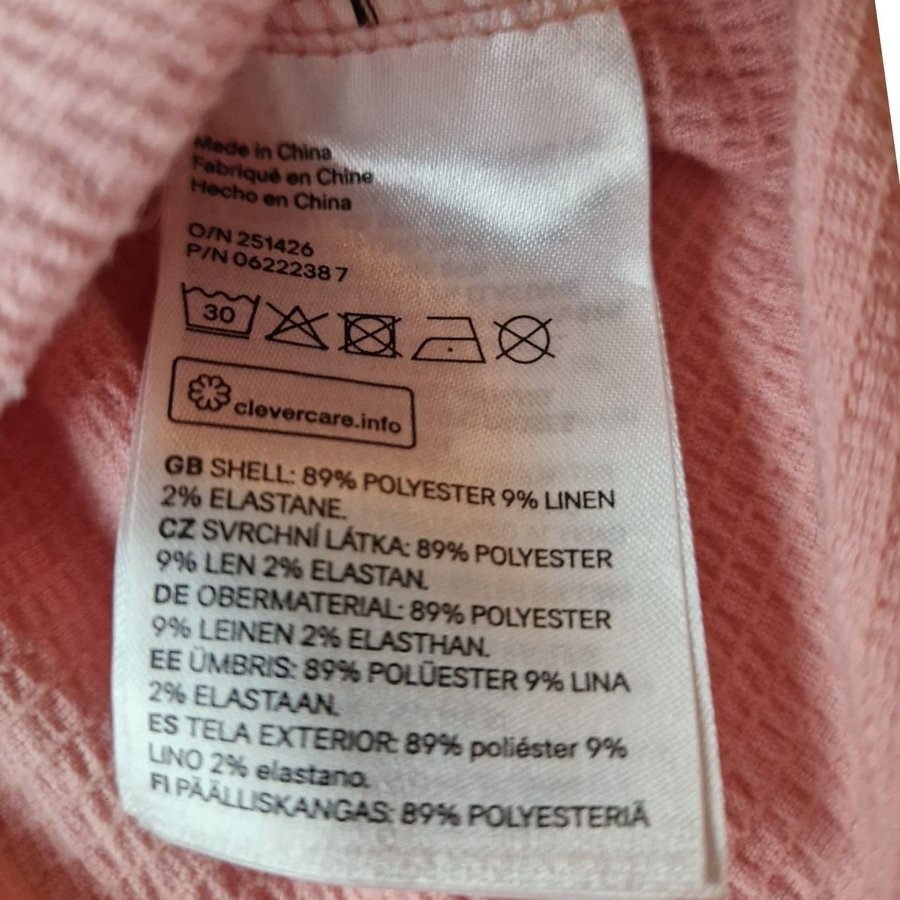 Made in China
Fabriqué en Chine
Hecho en China
O/N 251426
P/N 06222387
30
clevercare.info
GB SHELL: 89% POLYESTER 9% LINEN
2% ELASTANE.
CZ SVRCHNÍ LÁTKA: 89% POLYESTER
9% LEN 2% ELASTAN.
DE OBERMATERIAL: 89% POLYESTER
9% LEINEN 2% ELASTHAN.
EE ÜMBRIS: 89% POLÜESTER 9% LINA
2% ELASTAAN.
ES TELA EXTERIOR: 89% poliéster 9%
LINO 2% elastano.
FI PÄÄLLISKANGAS: 89% POLYESTERIÄ